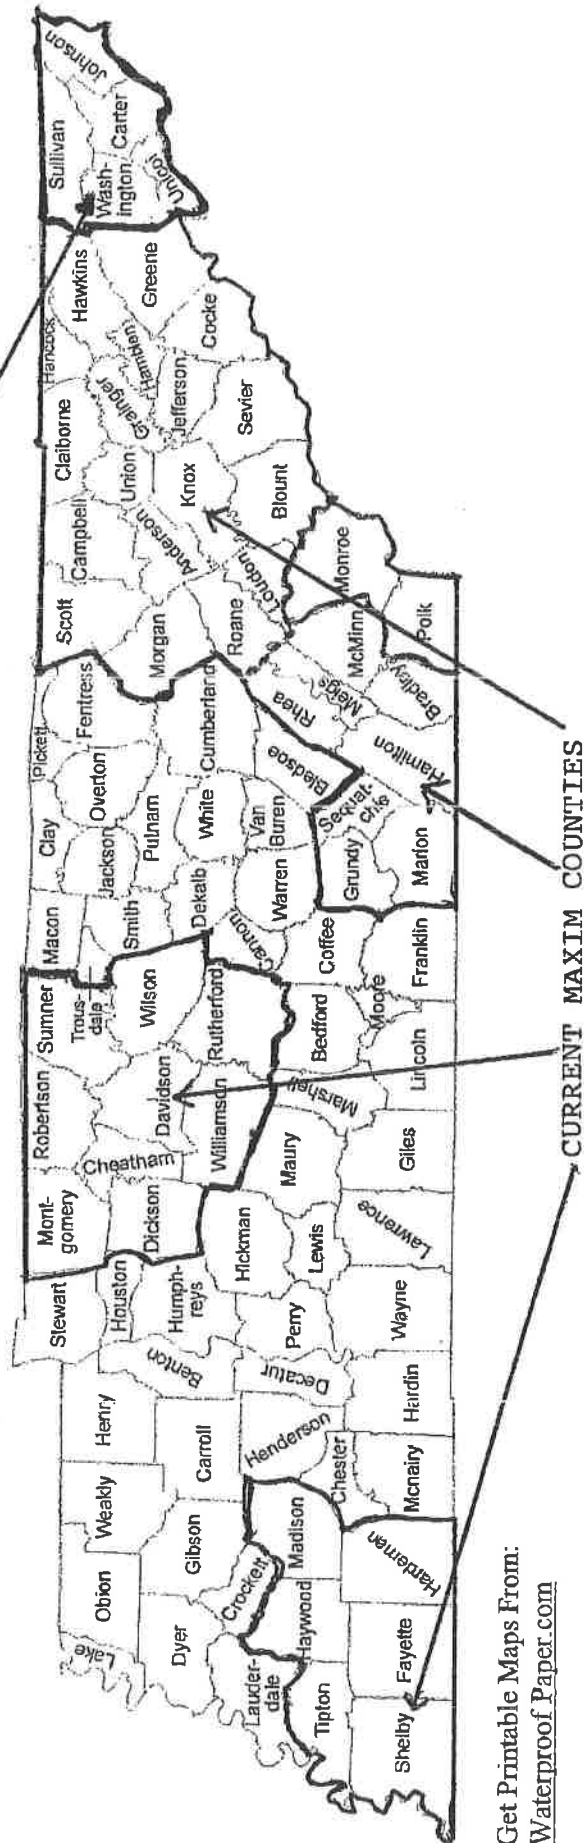 Lake
Obion
Weakly
Henry
Stewart
Mont-
gomery
Robertson
Sumner
Trous-
dale
Macon
Clay
Pickett
Fentress
Scott
Campbell
Claiborne
Hancock
Hawkins
Sullivan
Johnson
Dyer
Gibson
Carroll
Benton
Houston
Humph-
reys
Dickson
Cheatham
Davidson
Wilson
Smith
Jackson
Overton
Putnam
Morgan
Anderson
Union
Grainger
Hamblen
Greene
Wash-
ington
Carter
Unicoi
Lauder-
dale
Crockett
Haywood
Madison
Henderson
Decatur
Perry
Hickman
Lewis
Maury
Williamson
Rutherford
Cannon
Dekalb
White
Cumberland
Roane
Knox
Jefferson
Cocke
Tipton
Chester
Marshell
Bedford
Coffee
Warren
Van
Buren
Bledsoe
Rhea
Meigs
Loudon
Blount
Sevier
Shelby
Fayette
Hardeman
Mcnairy
Hardin
Wayne
Lawrence
Giles
Lincoln
Moore
Franklin
Grundy
Sequat-
chie
Marion
Hamilton
Bradley
McMinn
Monroe
Polk
Get Printable Maps From:
Waterproof Paper.com
CURRENT MAXIM COUNTIES